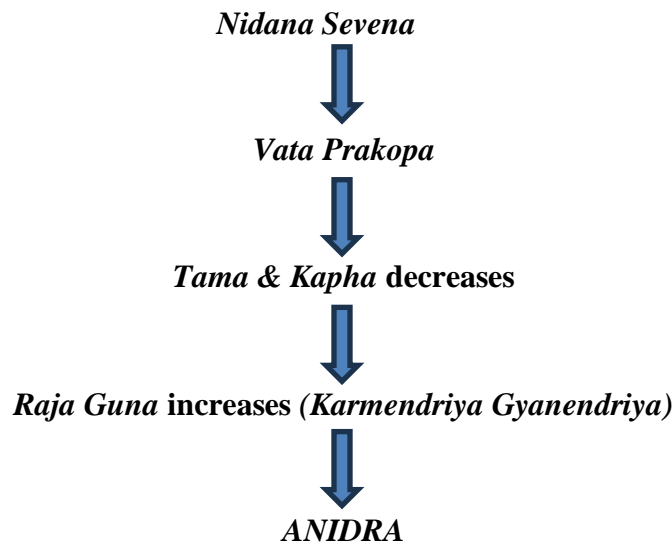 Nidana Sevena
Vata Prakopa
Tama & Kapha decreases
Raja Guna increases (Karmendriya Gyanendriya)
ANIDRA